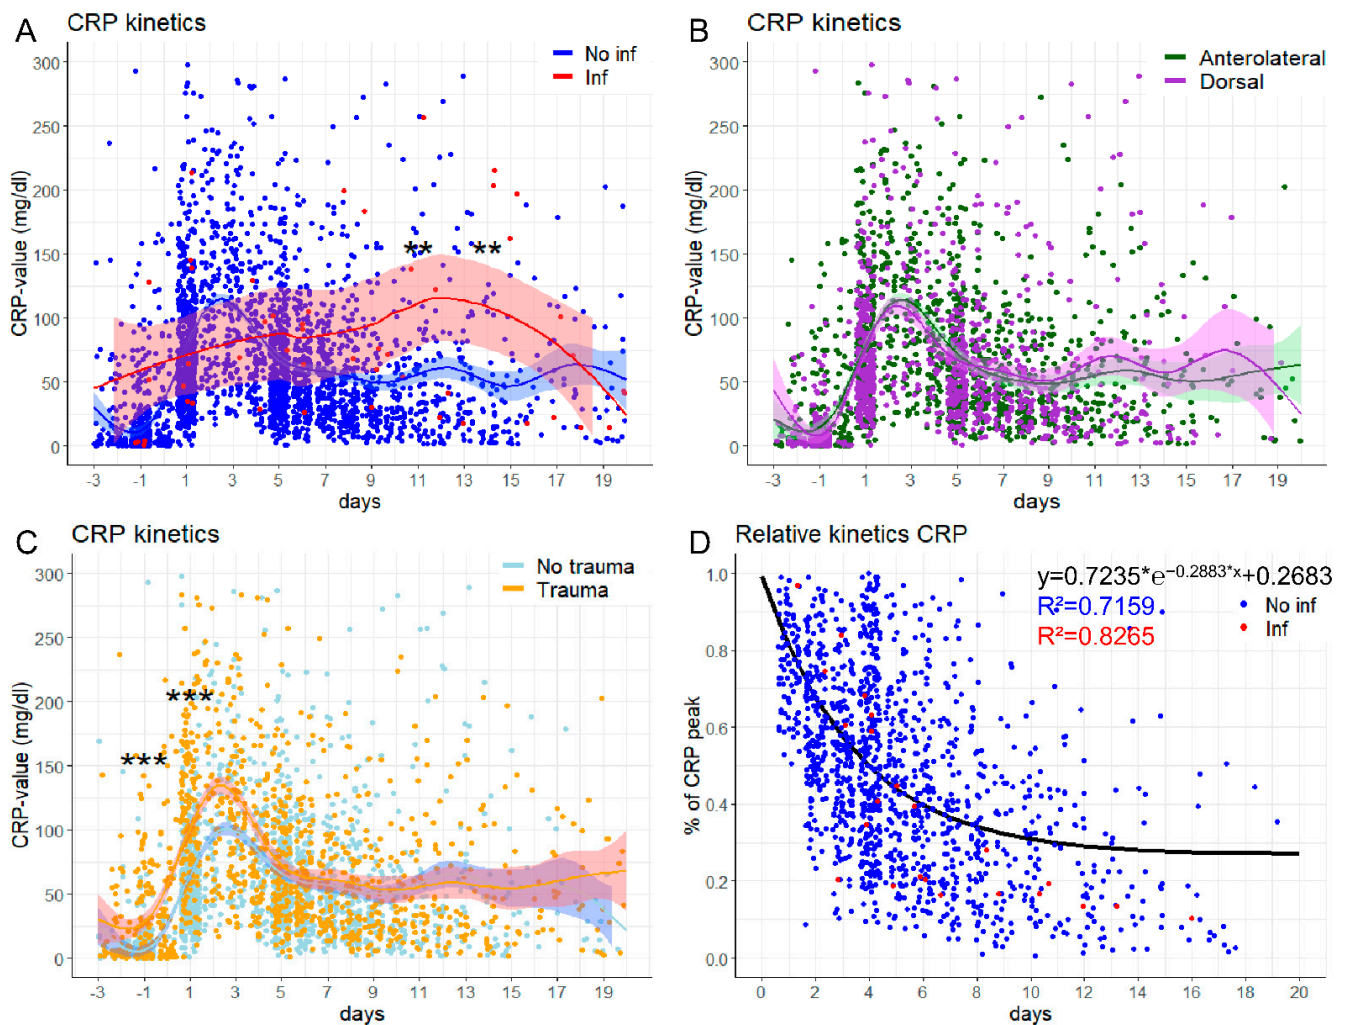 A
CRP kinetics
No inf
Inf
CRP-value (mg/dl)
300
250
200
150
100
50
0
** **
-3 -1 1 3 5 7 9 11 13 15 17 19
days
B
CRP kinetics
Anterolateral
Dorsal
CRP-value (mg/dl)
300
250
200
150
100
50
0
-3 -1 1 3 5 7 9 11 13 15 17 19
days
C
CRP kinetics
No trauma
Trauma
CRP-value (mg/dl)
300
250
200
150
100
50
0
***
***
-3 -1 1 3 5 7 9 11 13 15 17 19
days
D
Relative kinetics CRP
y=0.7235*e^-0.2883*x+0.2683
R²=0.7159
R²=0.8265
No inf
Inf
% of CRP peak
1.0
0.8
0.6
0.4
0.2
0.0
0 2 4 6 8 10 12 14 16 18 20
days